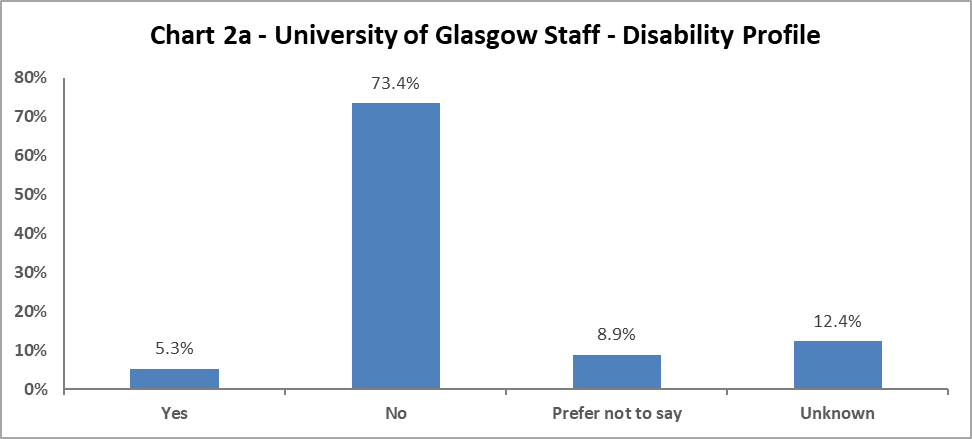 Chart 2a - University of Glasgow Staff - Disability Profile
80%
70%
60%
50%
40%
30%
20%
10%
0%
5.3%
73.4%
8.9%
12.4%
Yes
No
Prefer not to say
Unknown